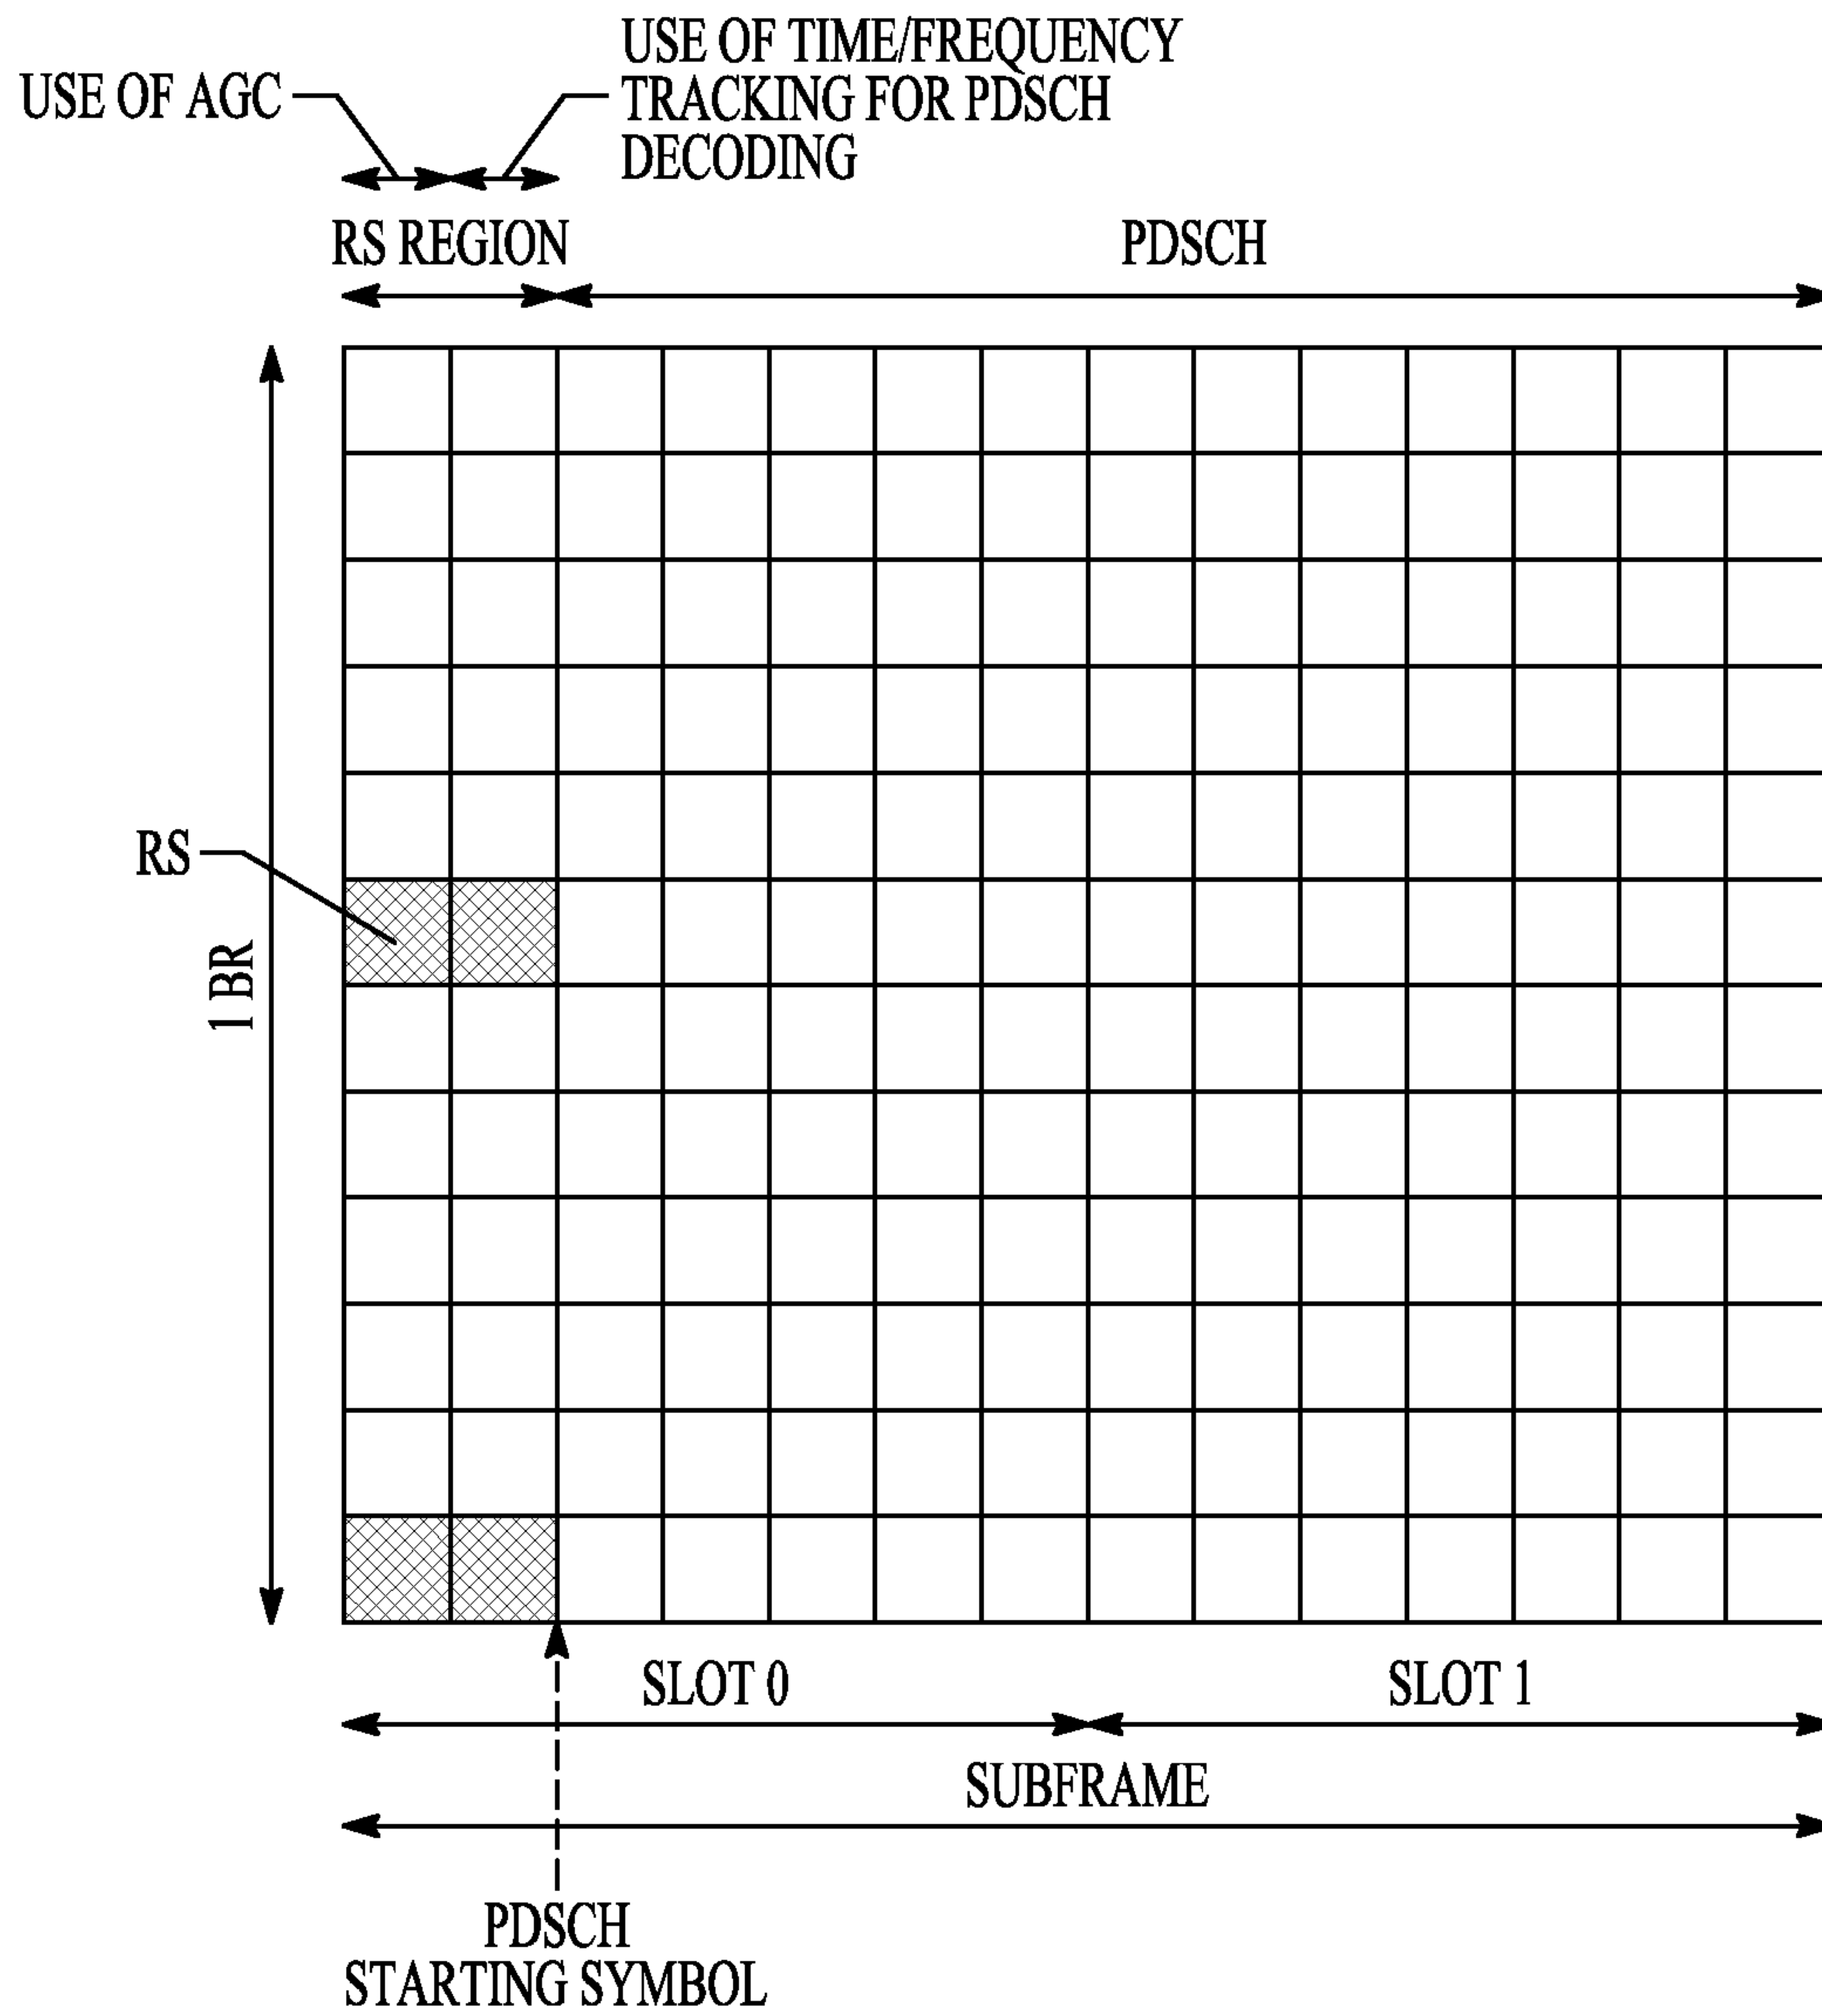 USE OF AGC
USE OF TIME/FREQUENCY
TRACKING FOR PDSCH
DECODING
RS REGION
PDSCH
RS
1 BR
SLOT 0
SLOT 1
SUBFRAME
PDSCH
STARTING SYMBOL